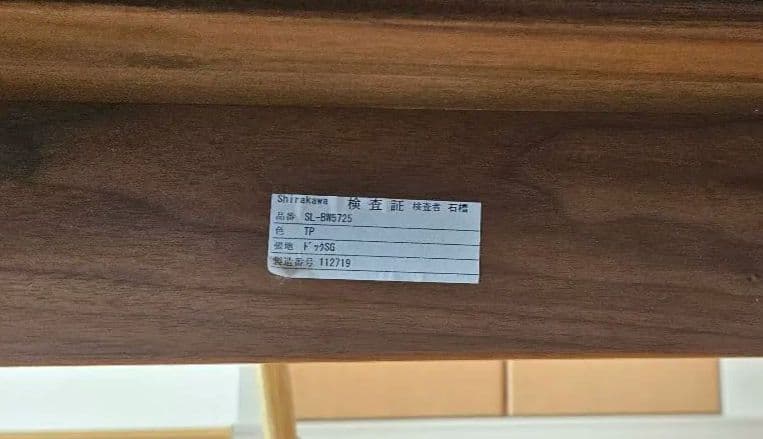 Shirakawa 検査証 検査者 石橋
品番 SL-BW5725
色 TP
張地 ドックSG
製造番号 112719